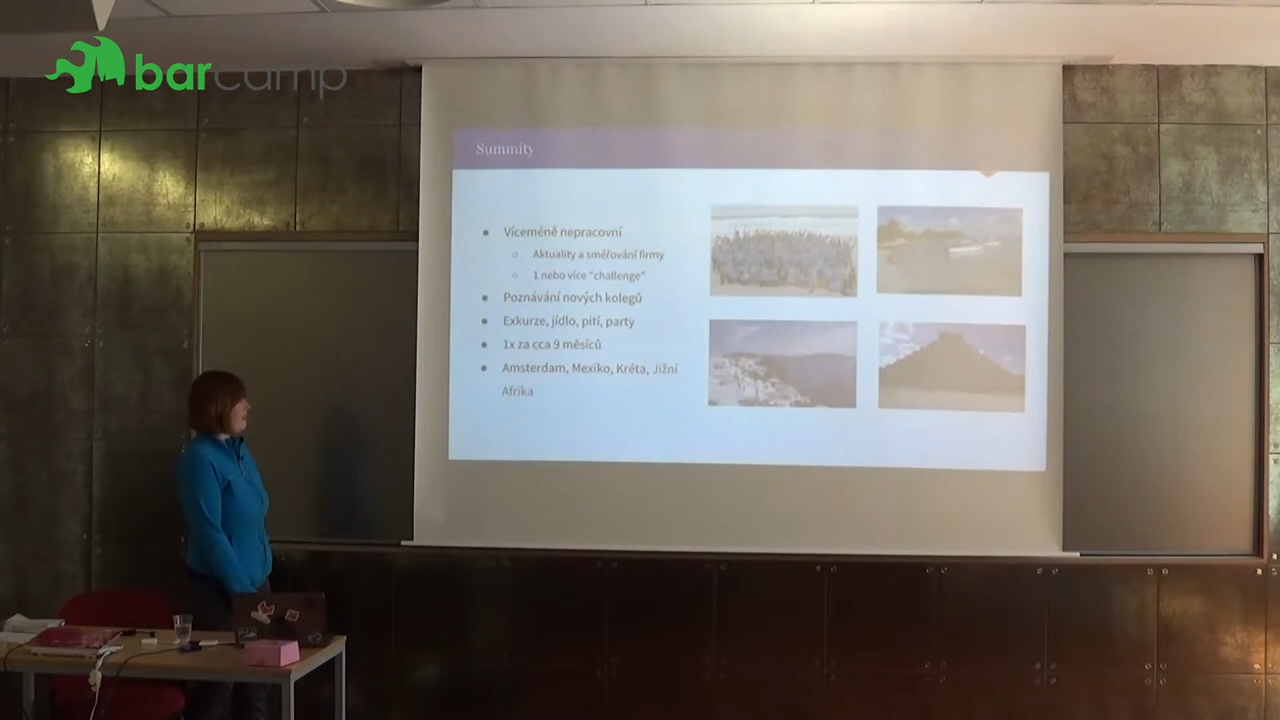 barcamp
Summity
Víceméně nepracovní
Aktuality a směřování firmy
1 nebo více "challenge"
Poznávání nových kolegů
Exkurze, jídlo, pití, party
1x za cca 9 měsíců
Amsterdam, Mexiko, Kréta, Jižní
Afrika